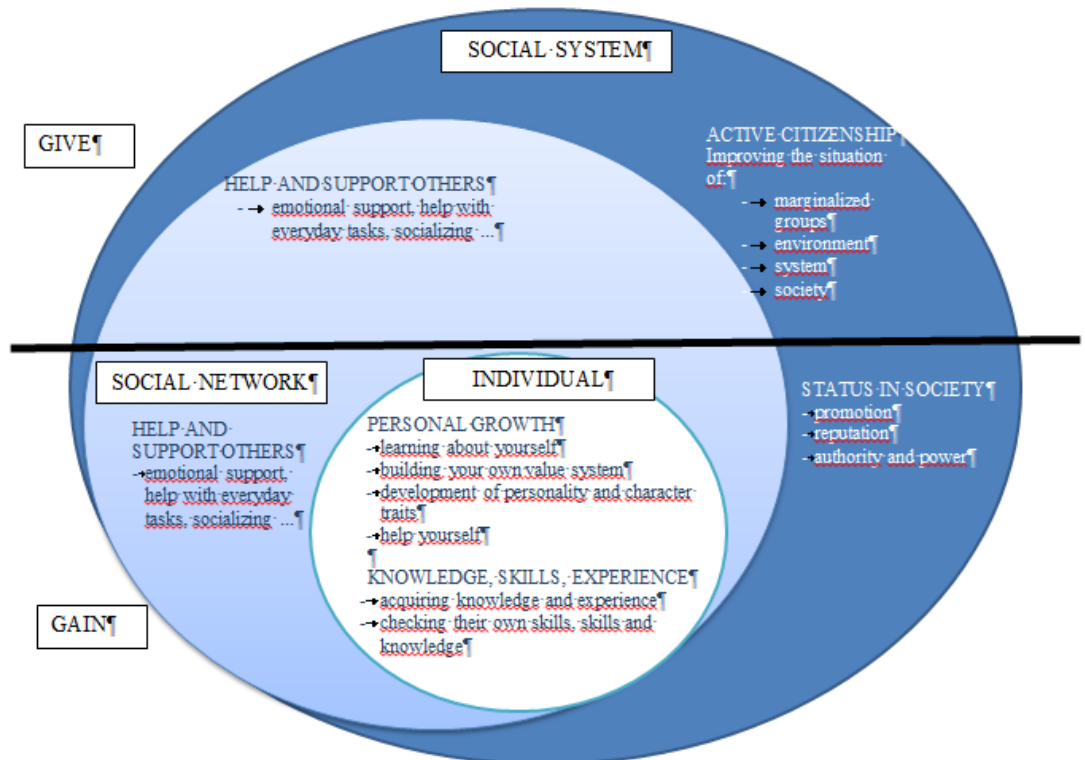 SOCIAL·SYSTEM¶
GIVE¶
HELP·AND·SUPPORT·OTHERS¶
-→emotional·support,·help·with·
everyday·tasks,·socializing·...¶
ACTIVE·CITIZENSHIP¶
Improving·the·situation·
of:¶
-→marginalized·
groups¶
-→environment¶
-→system¶
-→society¶
SOCIAL·NETWORK¶
HELP·AND·
SUPPORT·OTHERS¶
-→emotional·support,·
help·with·everyday·
tasks,·socializing·...¶
INDIVIDUAL¶
PERSONAL·GROWTH¶
-→learning·about·yourself¶
-→building·your·own·value·system¶
-→development·of·personality·and·character·
traits¶
-→help·yourself¶
¶
KNOWLEDGE,·SKILLS,·EXPERIENCE¶
-→acquiring·knowledge·and·experience¶
-→checking·their·own·skills,·skills·and·
knowledge¶
STATUS·IN·SOCIETY¶
-→promotion¶
-→reputation¶
-→authority·and·power¶
GAIN¶